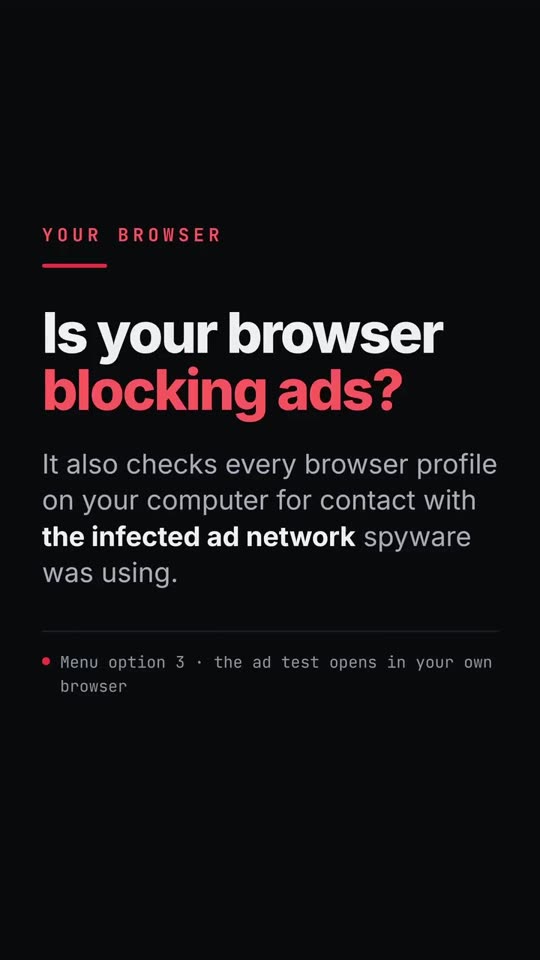 YOUR BROWSER
Is your browser
blocking ads?
It also checks every browser profile
on your computer for contact with
the infected ad network spyware
was using.
Menu option 3 · the ad test opens in your own
browser